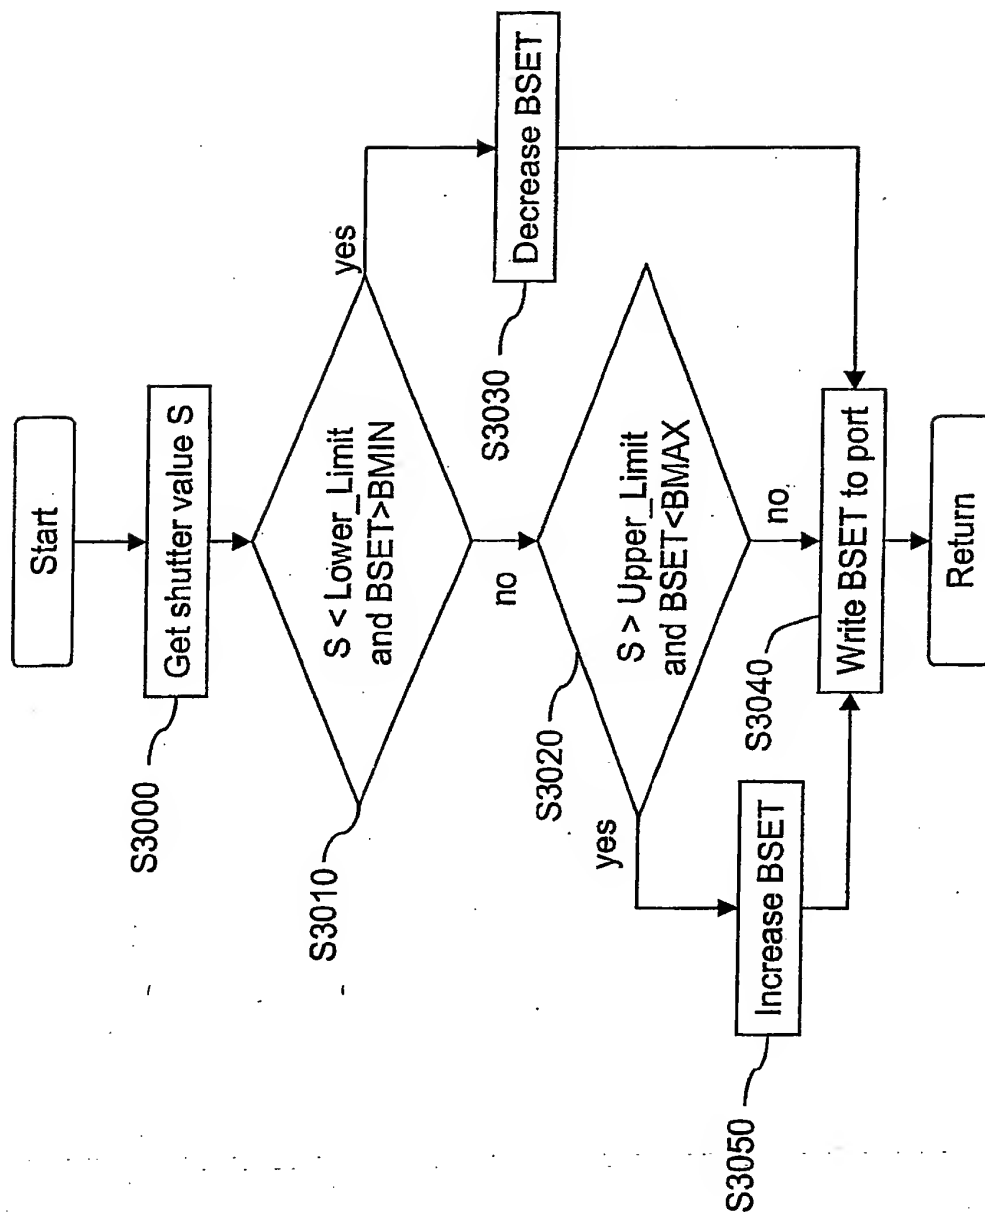 Start
Get shutter value S
S3000
S < Lower_Limit
and BSET>BMIN
S3010
yes
no
Decrease BSET
S3030
S > Upper_Limit
and BSET<BMAX
S3020
yes
no
Increase BSET
S3050
Write BSET to port
S3040
Return